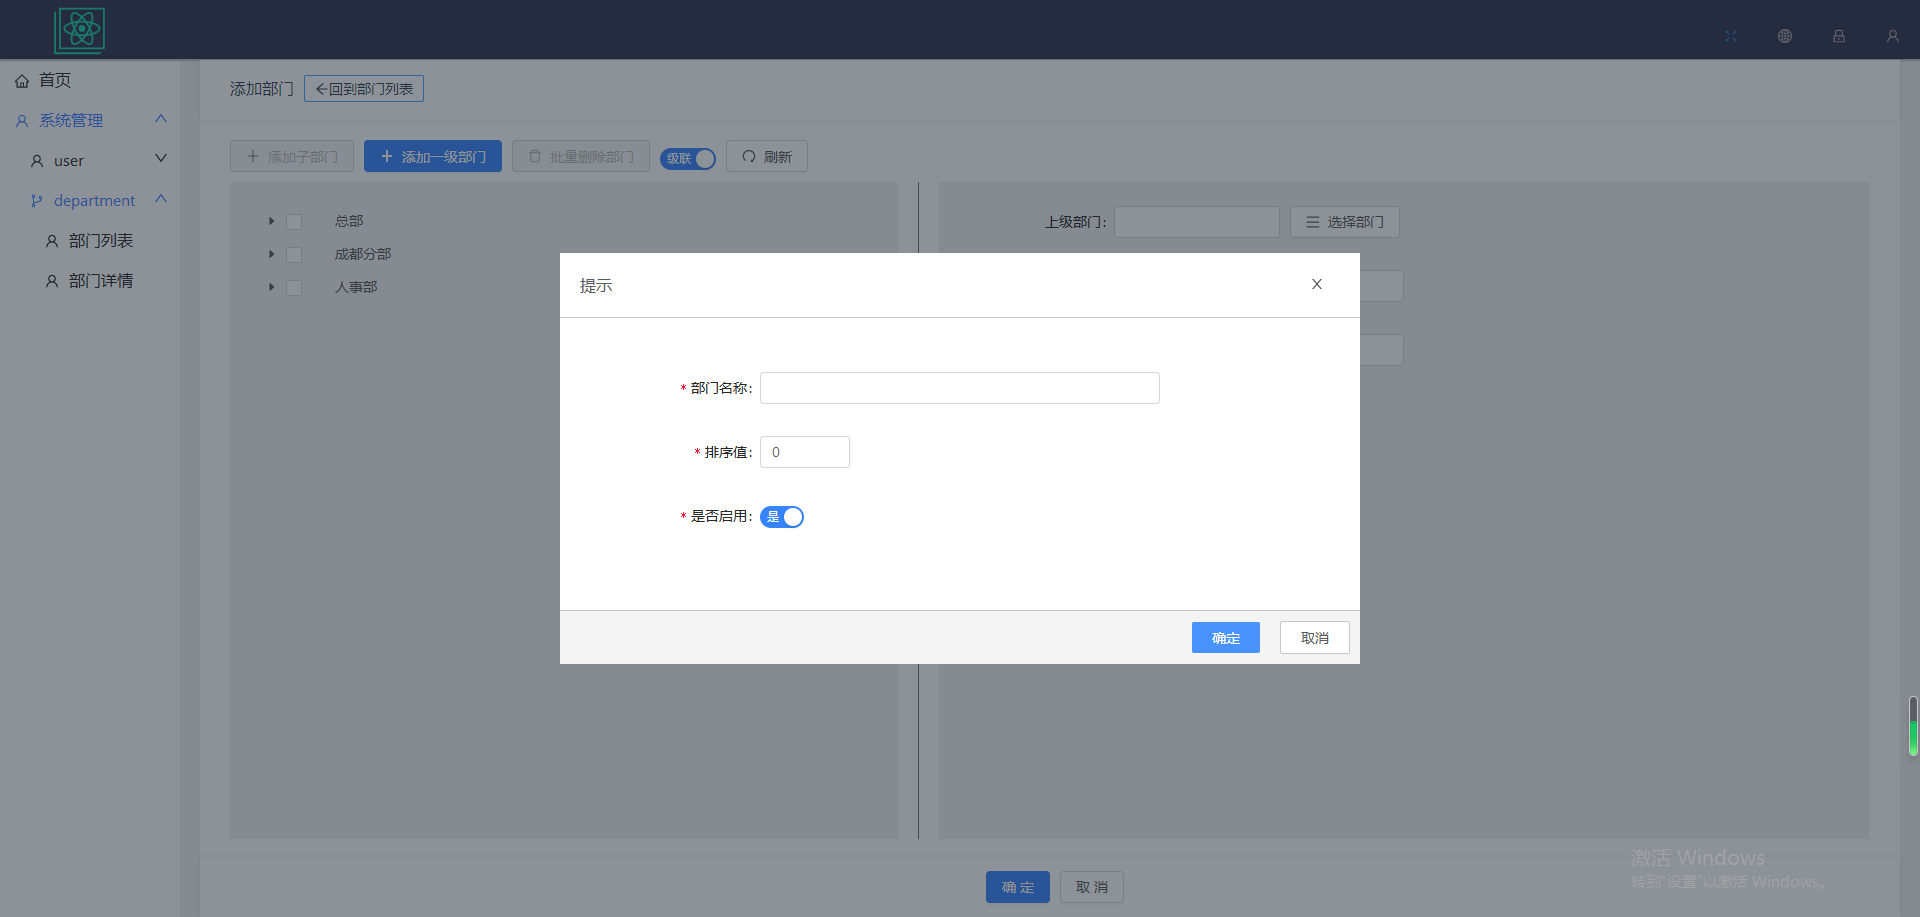 首页
系统管理
user
department
部门列表
部门详情
添加部门 回到部门列表
添加子部门 添加一级部门 批量删除部门 级联 刷新
总部
成都分部
人事部
上级部门: 选择部门
提示
* 部门名称:
* 排序值: 0
* 是否启用: 是
确定 取消
确 定 取 消
激活 Windows
转到"设置"以激活 Windows。